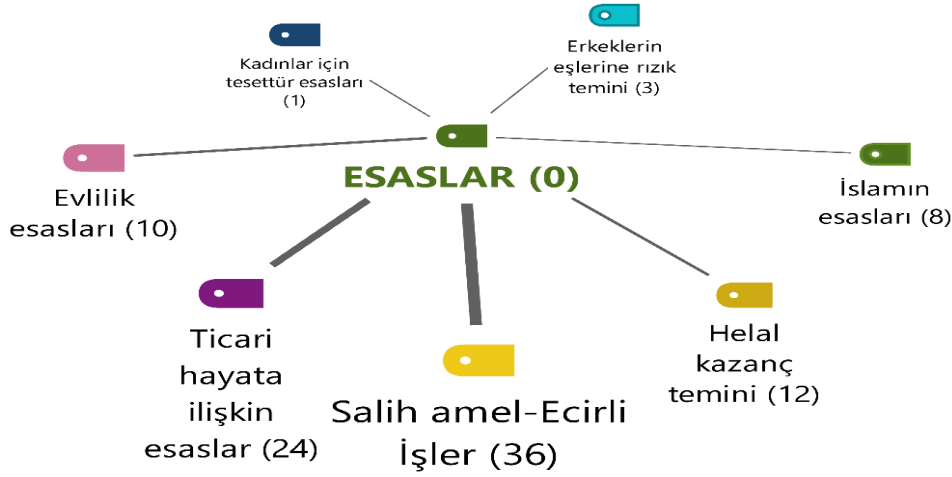 Kadınlar için
tesettür esasları
(1)
Erkeklerin
eşlerine rızık
temini (3)
ESASLAR (0)
Evlilik
esasları (10)
İslamın
esasları (8)
Ticari
hayata
ilişkin
esaslar (24)
Salih amel-Ecirli
İşler (36)
Helal
kazanç
temini (12)